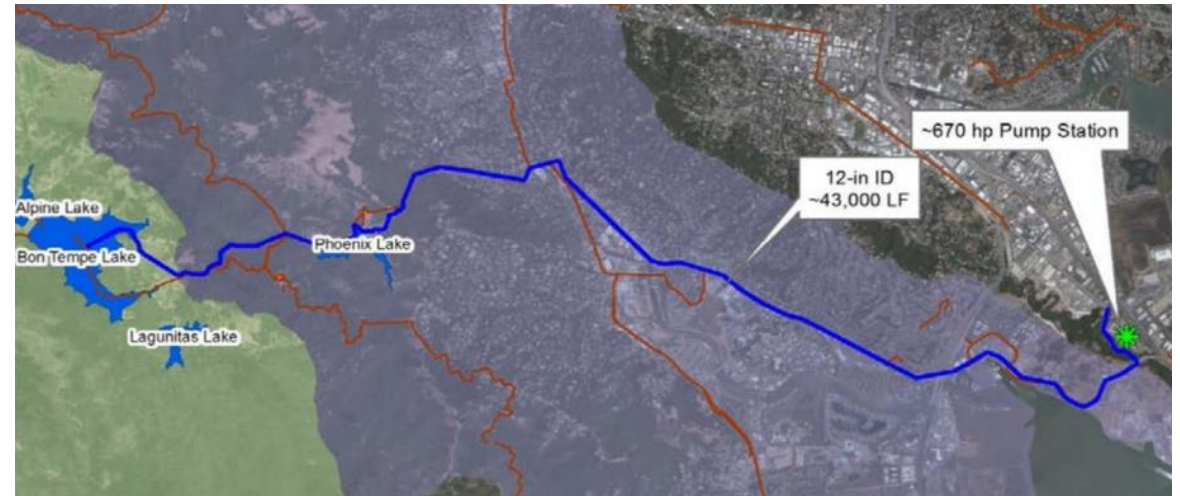 ~670 hp Pump Station
12-in ID
~43,000 LF
Alpine Lake
Phoenix Lake
Bon Tempe Lake
Lagunitas Lake